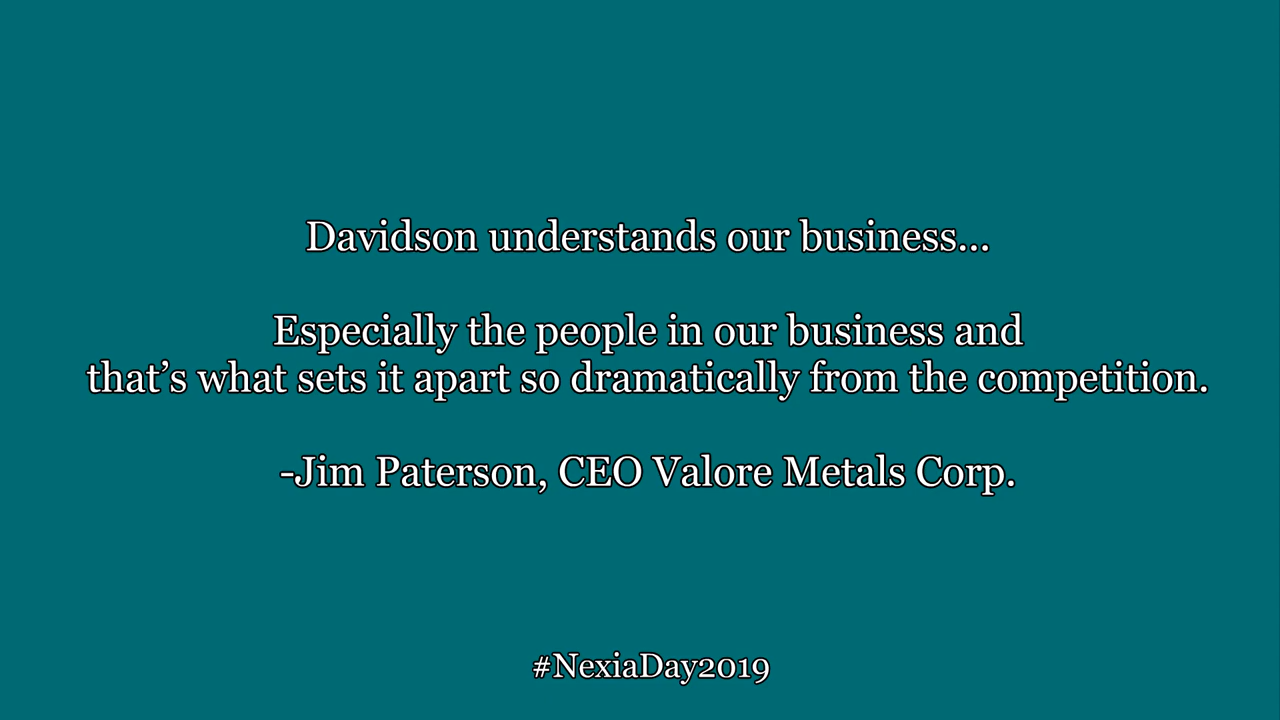 Davidson understands our business...
Especially the people in our business and
that’s what sets it apart so dramatically from the competition.
-Jim Paterson, CEO Valore Metals Corp.
#NexiaDay2019